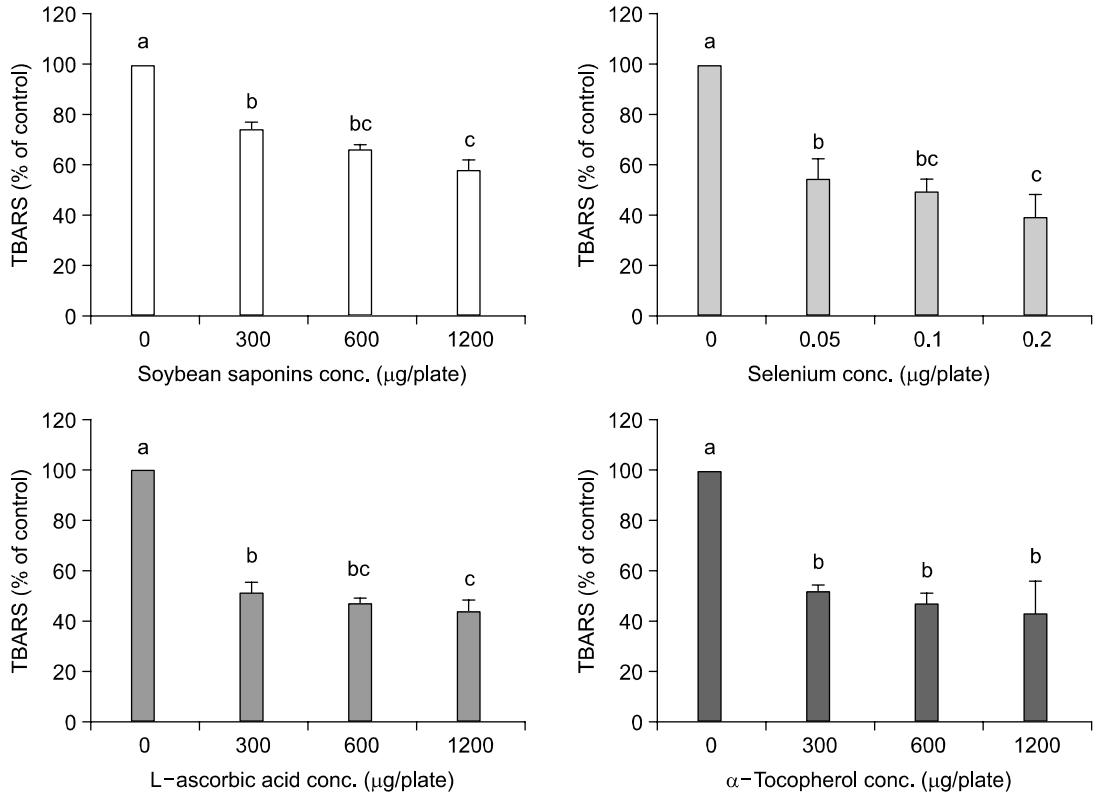 120
100
80
60
40
20
0
TBARS (% of control)
a
b
bc
c
0 300 600 1200
Soybean saponins conc. (μg/plate)
120
100
80
60
40
20
0
TBARS (% of control)
a
b
bc
c
0 0.05 0.1 0.2
Selenium conc. (μg/plate)
120
100
80
60
40
20
0
TBARS (% of control)
a
b
bc
c
0 300 600 1200
L−ascorbic acid conc. (μg/plate)
120
100
80
60
40
20
0
TBARS (% of control)
a
b
b
b
0 300 600 1200
α−Tocopherol conc. (μg/plate)